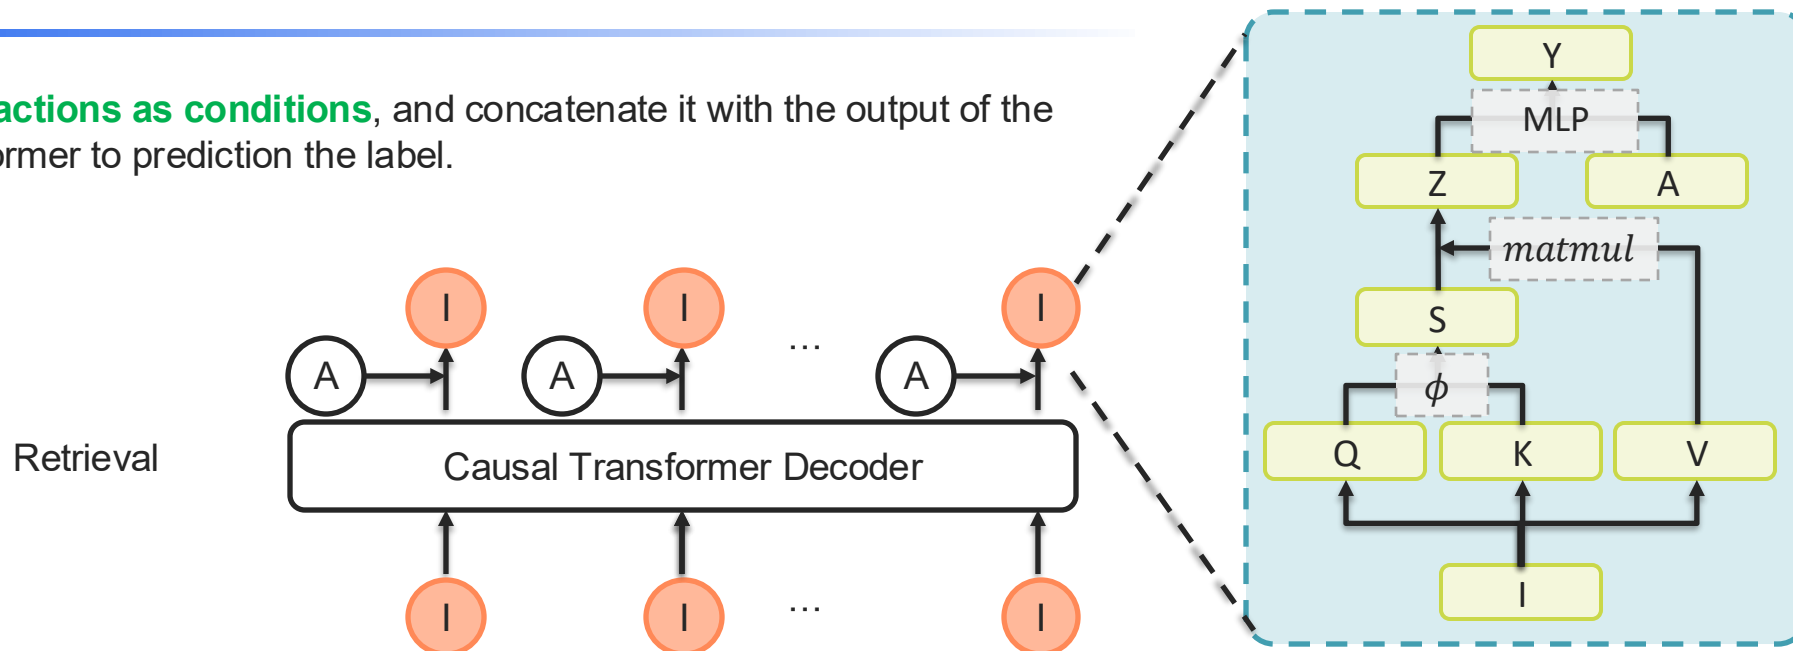 actions as conditions, and concatenate it with the output of the
ormer to prediction the label.
Y
MLP
Z A
matmul
I I ... I
S
A A A
ϕ
Retrieval
Causal Transformer Decoder
Q K V
I
I I ... I